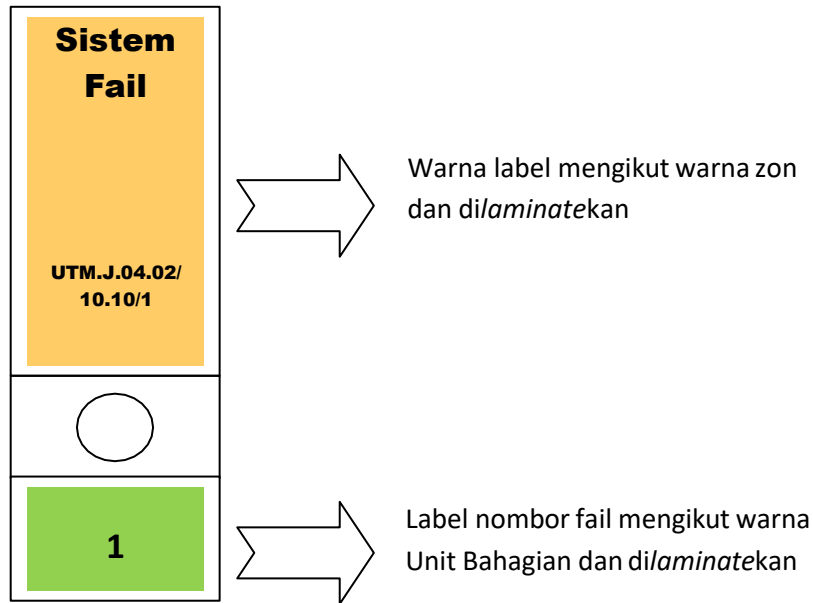 Sistem
Fail
UTM.J.04.02/
10.10/1
Warna label mengikut warna zon
dan dilaminatekan
1
Label nombor fail mengikut warna
Unit Bahagian dan dilaminatekan